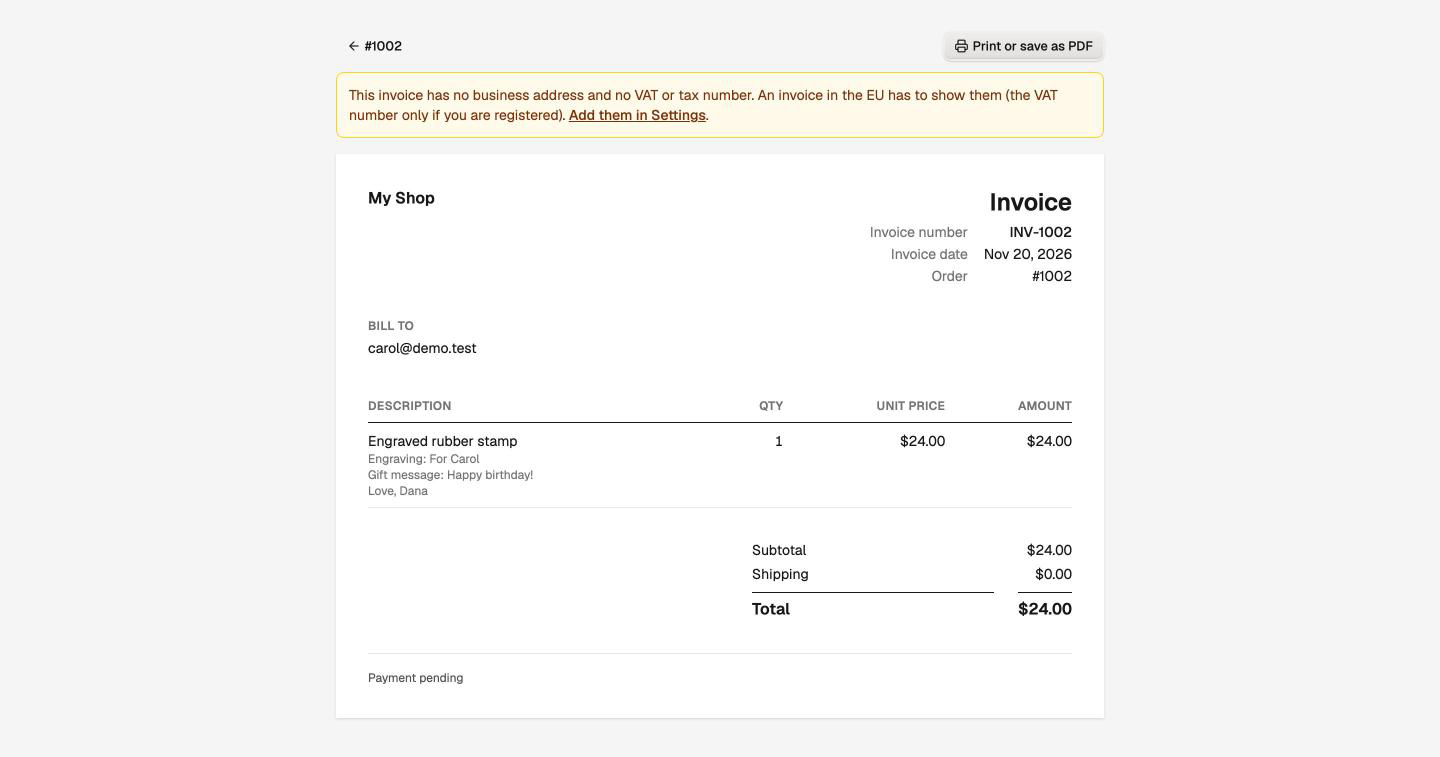 ← #1002
Print or save as PDF
This invoice has no business address and no VAT or tax number. An invoice in the EU has to show them (the VAT
number only if you are registered). Add them in Settings.
My Shop
Invoice
Invoice number INV-1002
Invoice date Nov 20, 2026
Order #1002
BILL TO
carol@demo.test
DESCRIPTION QTY UNIT PRICE AMOUNT
Engraved rubber stamp 1 $24.00 $24.00
Engraving: For Carol
Gift message: Happy birthday!
Love, Dana
Subtotal $24.00
Shipping $0.00
Total $24.00
Payment pending